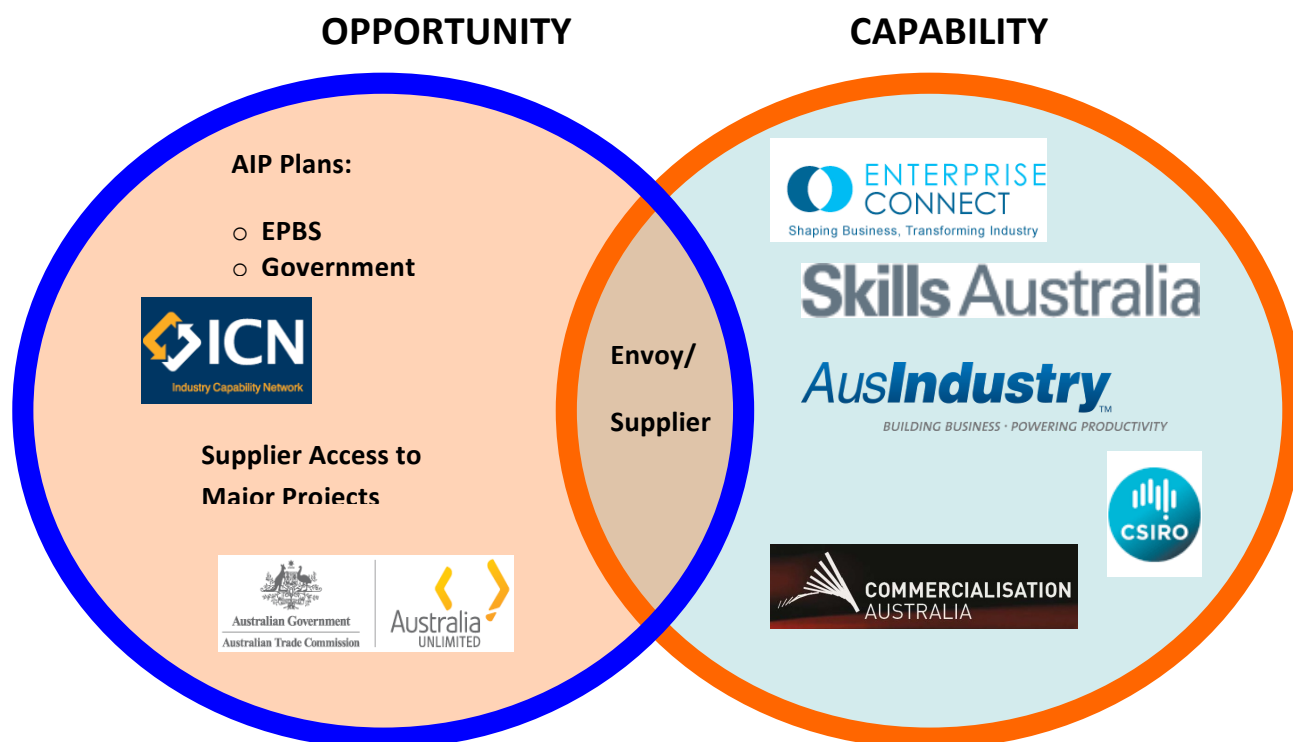 OPPORTUNITY
CAPABILITY
AIP Plans:
○ EPBS
○ Government
ICN
Industry Capability Network
Supplier Access to
Major Projects
Australian Government
Australian Trade Commission
Australia
UNLIMITED
Envoy/
Supplier
ENTERPRISE
CONNECT
Shaping Business, Transforming Industry
Skills Australia
AusIndustry™
BUILDING BUSINESS · POWERING PRODUCTIVITY
CSIRO
COMMERCIALISATION
AUSTRALIA